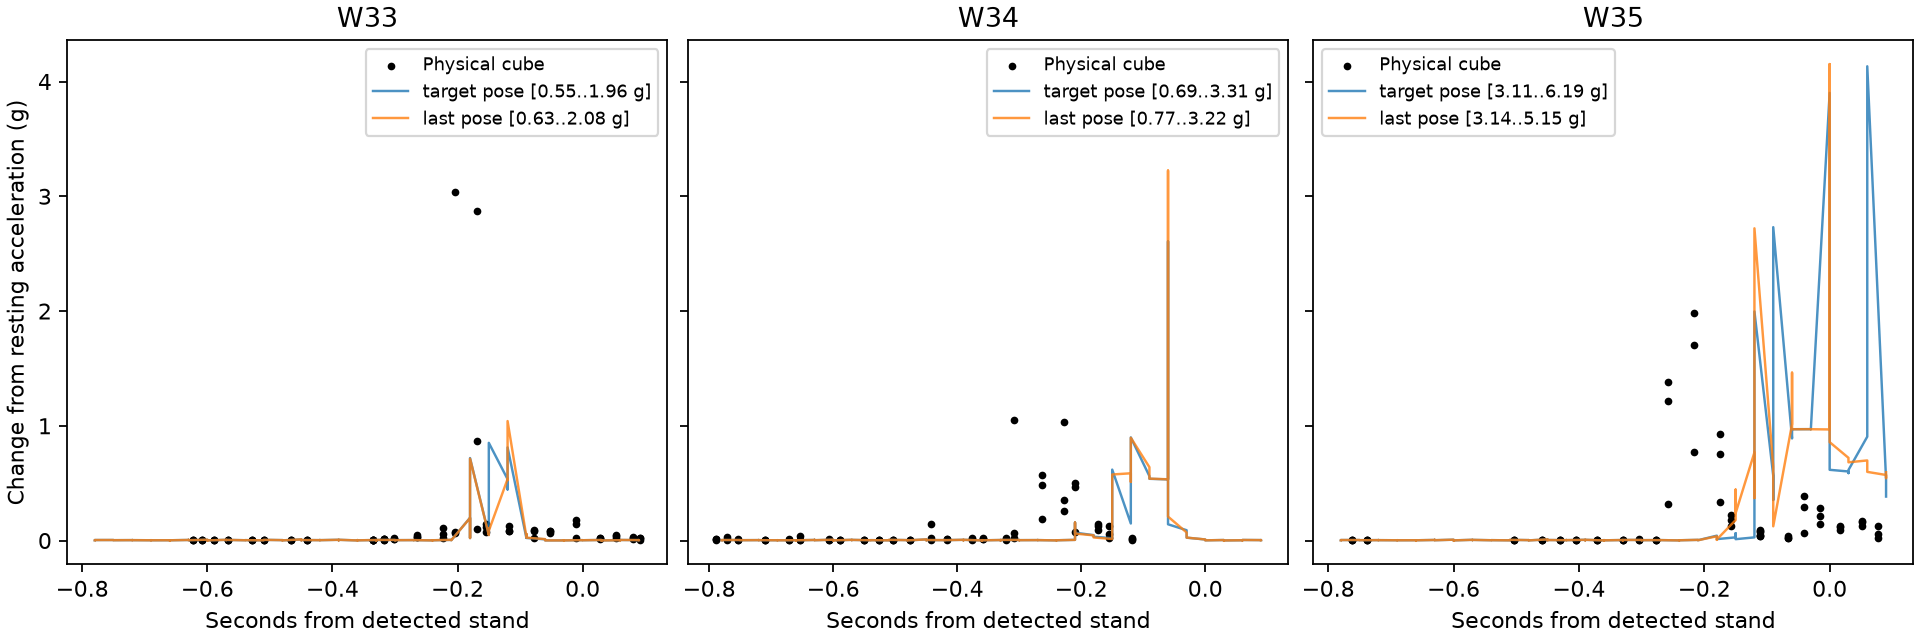 W33
W34
W35
Change from resting acceleration (g)
4
3
2
1
0
Physical cube
target pose [0.55..1.96 g]
last pose [0.63..2.08 g]
Physical cube
target pose [0.69..3.31 g]
last pose [0.77..3.22 g]
Physical cube
target pose [3.11..6.19 g]
last pose [3.14..5.15 g]
−0.8 −0.6 −0.4 −0.2 0.0
−0.8 −0.6 −0.4 −0.2 0.0
−0.8 −0.6 −0.4 −0.2 0.0
Seconds from detected stand
Seconds from detected stand
Seconds from detected stand